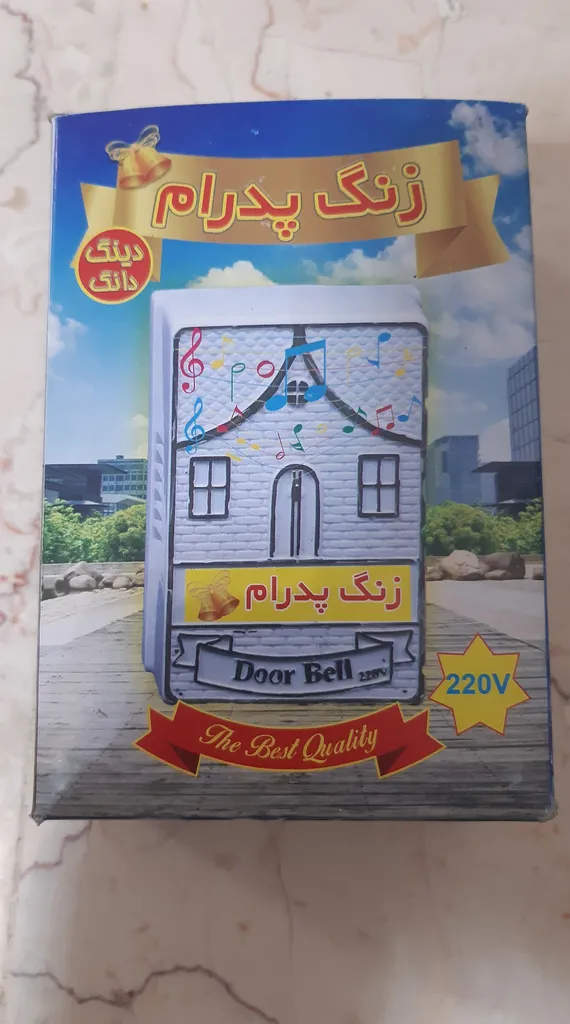 زنگ پدرام
دینگ
دانگ
زنگ پدرام
Door Bell 220V
220V
The Best Quality